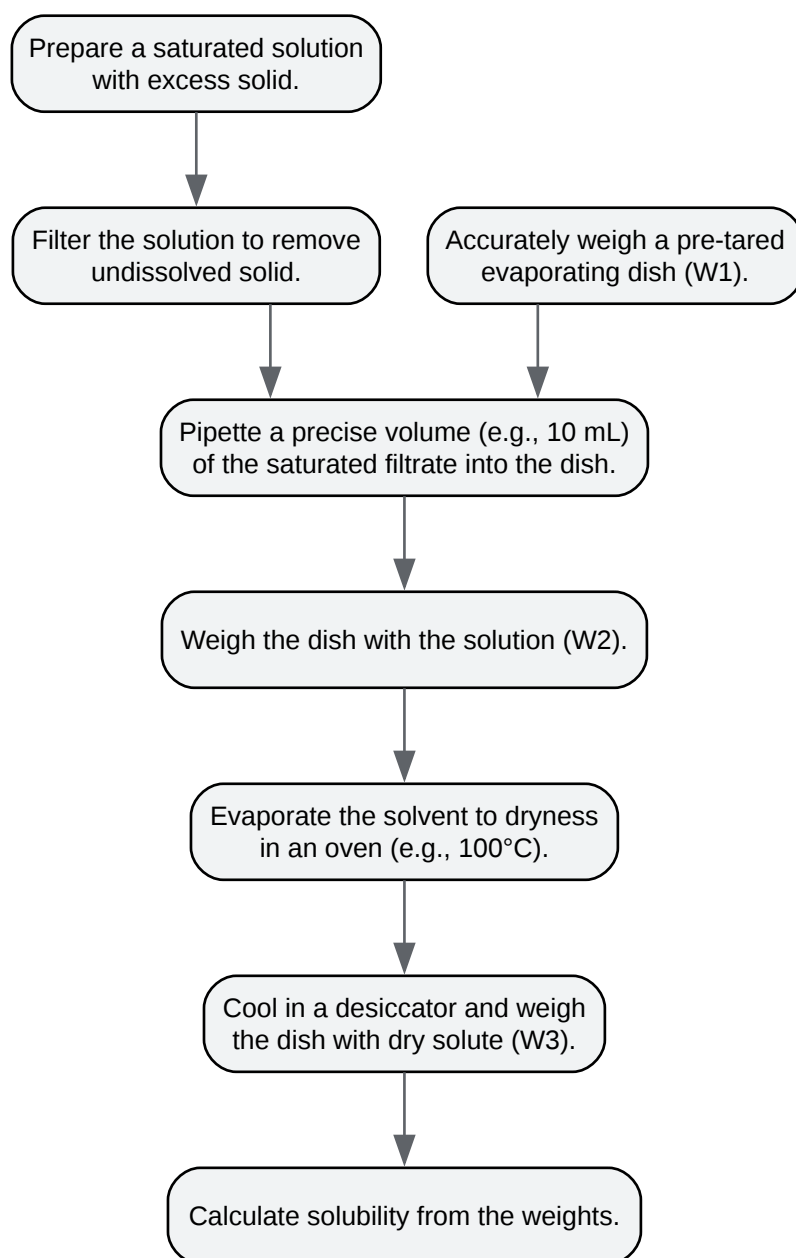 Prepare a saturated solution
with excess solid.
Filter the solution to remove
undissolved solid.
Accurately weigh a pre-tared
evaporating dish (W1).
Pipette a precise volume (e.g., 10 mL)
of the saturated filtrate into the dish.
Weigh the dish with the solution (W2).
Evaporate the solvent to dryness
in an oven (e.g., 100°C).
Cool in a desiccator and weigh
the dish with dry solute (W3).
Calculate solubility from the weights.